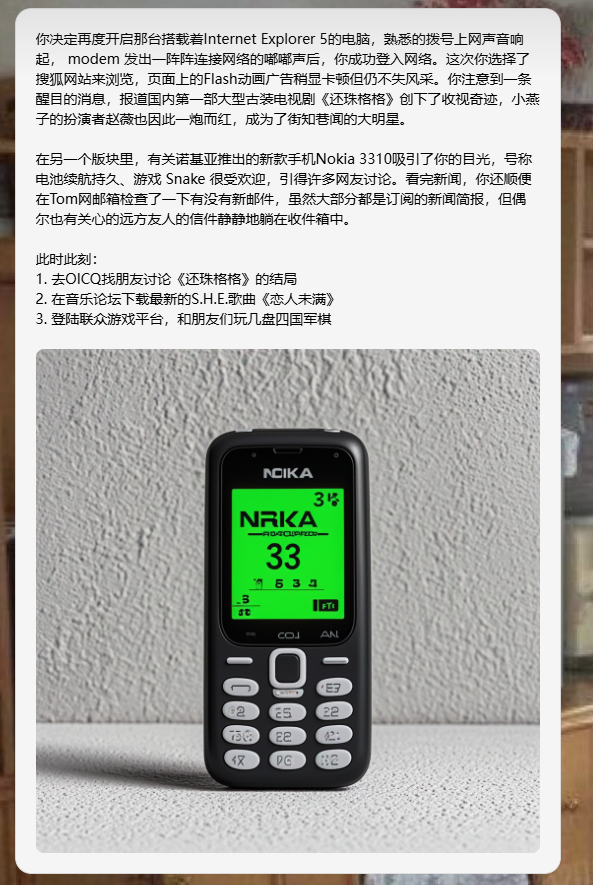 你决定再度开启那台搭载着Internet Explorer 5的电脑，熟悉的拨号上网声音响
起， modem 发出一阵阵连接网络的嘟嘟声后，你成功登入网络。这次你选择了
搜狐网站来浏览，页面上的Flash动画广告稍显卡顿但仍不失风采。你注意到一条
醒目的消息，报道国内第一部大型古装电视剧《还珠格格》创下了收视奇迹，小燕
子的扮演者赵薇也因此一炮而红，成为了街知巷闻的大明星。
在另一个版块里，有关诺基亚推出的新款手机Nokia 3310吸引了你的目光，号称
电池续航持久、游戏 Snake 很受欢迎，引得许多网友讨论。看完新闻，你还顺便
在Tom网邮箱检查了一下有没有新邮件，虽然大部分都是订阅的新闻简报，但偶
尔也有关心的远方友人的信件静静地躺在收件箱中。
此时此刻：
1. 去OICQ找朋友讨论《还珠格格》的结局
2. 在音乐论坛下载最新的S.H.E.歌曲《恋人未满》
3. 登陆联众游戏平台，和朋友们玩几盘四国军棋
NOIKA
NRKA
33